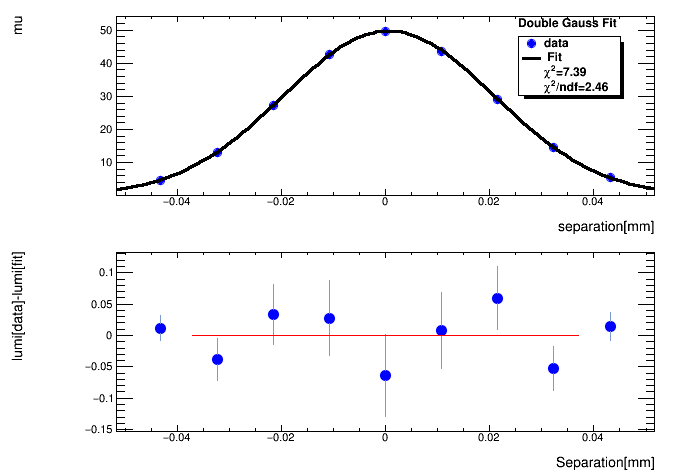 mu
Double Gauss Fit
data
Fit
χ²=7.39
χ²/ndf=2.46
50
40
30
20
10
−0.04 −0.02 0 0.02 0.04
separation[mm]
lumi[data]-lumi[fit]
0.1
0.05
0
−0.05
−0.1
−0.15
−0.04 −0.02 0 0.02 0.04
Separation[mm]